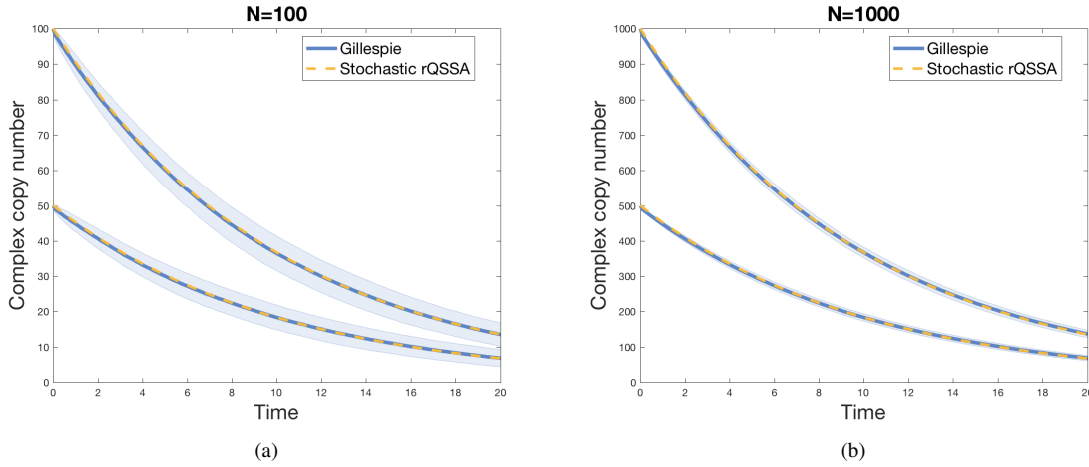 N=100
Gillespie
Stochastic rQSSA
Complex copy number
100
90
80
70
60
50
40
30
20
10
0
0 2 4 6 8 10 12 14 16 18 20
Time
(a)
N=1000
Gillespie
Stochastic rQSSA
Complex copy number
1000
900
800
700
600
500
400
300
200
100
0
0 2 4 6 8 10 12 14 16 18 20
Time
(b)